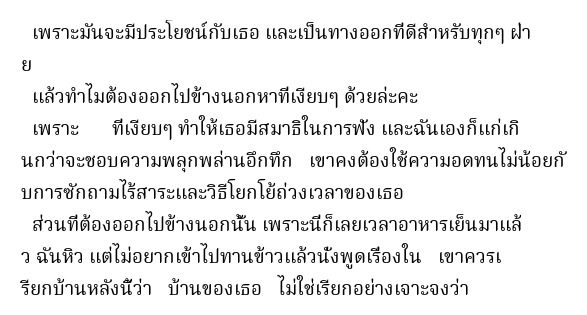 เพราะมันจะมีประโยชน์กับเธอ และเป็นทางออกที่ดีสำหรับทุกๆ ฝ่า
ย
แล้วทำไมต้องออกไปข้างนอกหาที่เงียบๆ ด้วยล่ะคะ
เพราะ ที่เงียบๆ ทำให้เธอมีสมาธิในการฟัง และฉันเองก็แก่เกิ
นกว่าจะชอบความพลุกพล่านอึกทึก เขาคงต้องใช้ความอดทนไม่น้อยกั
บการซักถามไร้สาระและวิธีโยกโย้ถ่วงเวลาของเธอ
ส่วนที่ต้องออกไปข้างนอกนั้น เพราะนี่ก็เลยเวลาอาหารเย็นมาแล้
ว ฉันหิว แต่ไม่อยากเข้าไปทานข้าวแล้วนั่งพูดเรื่องใน เขาควรเ
รียกบ้านหลังนี้ว่า บ้านของเธอ ไม่ใช่เรียกอย่างเจาะจงว่า